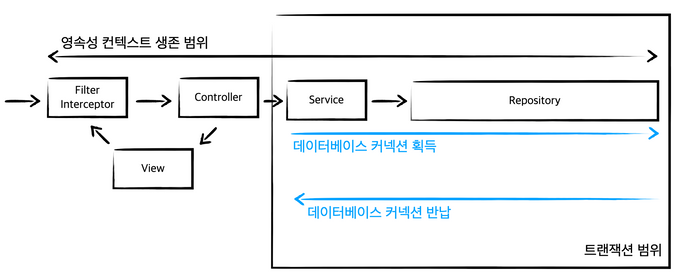 영속성 컨텍스트 생존 범위
Filter
Interceptor
Controller
Service
Repository
View
데이터베이스 커넥션 획득
데이터베이스 커넥션 반납
트랜잭션 범위